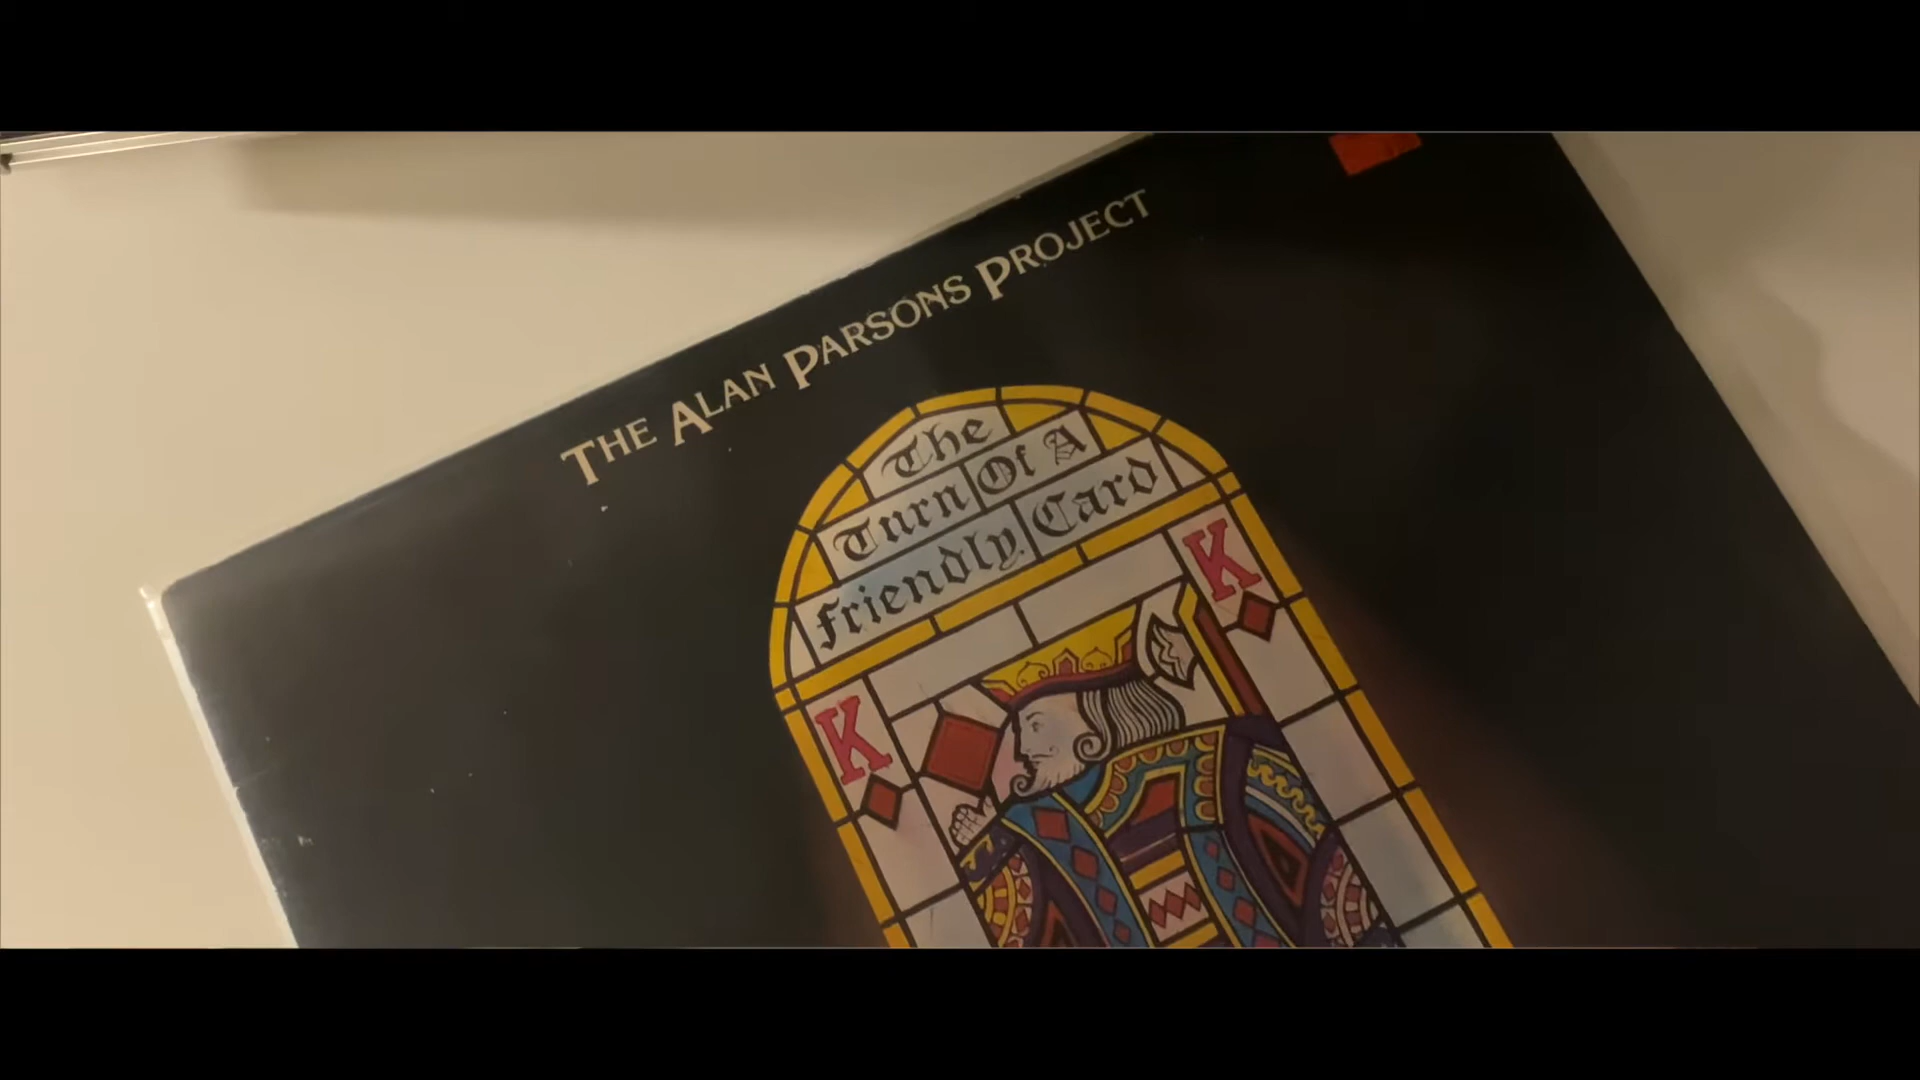 THE ALAN PARSONS PROJECT
The
Turn Of A
Friendly Card
K
K